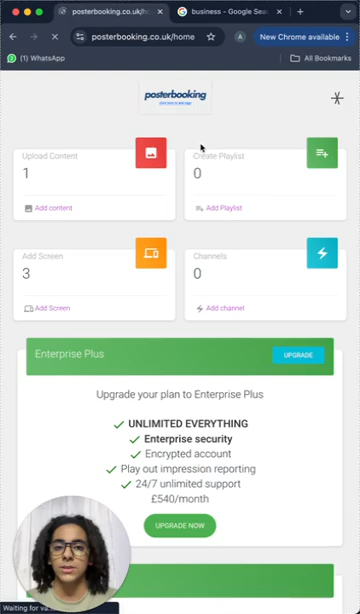 posterbooking.co.uk/ho
business - Google Sea
posterbooking.co.uk/home
A
New Chrome available
(1) WhatsApp
All Bookmarks
posterbooking
Upload Content
1
Add content
Create Playlist
0
Add Playlist
Add Screen
3
Add Screen
Channels
0
Add channel
Enterprise Plus
UPGRADE
Upgrade your plan to Enterprise Plus
UNLIMITED EVERYTHING
Enterprise security
Encrypted account
Play out impression reporting
24/7 unlimited support
£540/month
UPGRADE NOW
Waiting for va